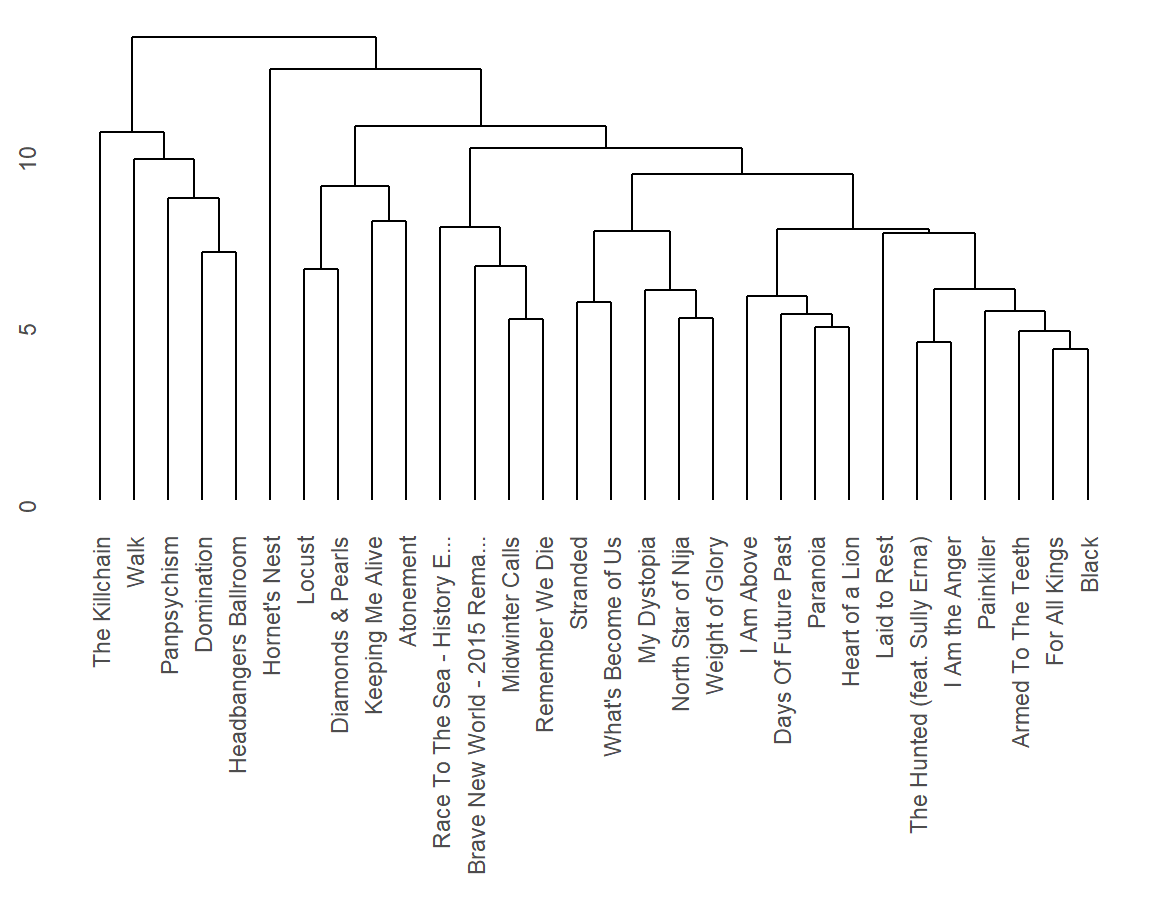 10
5
0
The Killchain
Walk
Panpsychism
Domination
Headbangers Ballroom
Hornet's Nest
Locust
Diamonds & Pearls
Keeping Me Alive
Atonement
Race To The Sea - History E...
Brave New World - 2015 Rema...
Midwinter Calls
Remember We Die
Stranded
What's Become of Us
My Dystopia
North Star of Nija
Weight of Glory
I Am Above
Days Of Future Past
Paranoia
Heart of a Lion
Laid to Rest
The Hunted (feat. Sully Erna)
I Am the Anger
Painkiller
Armed To The Teeth
For All Kings
Black